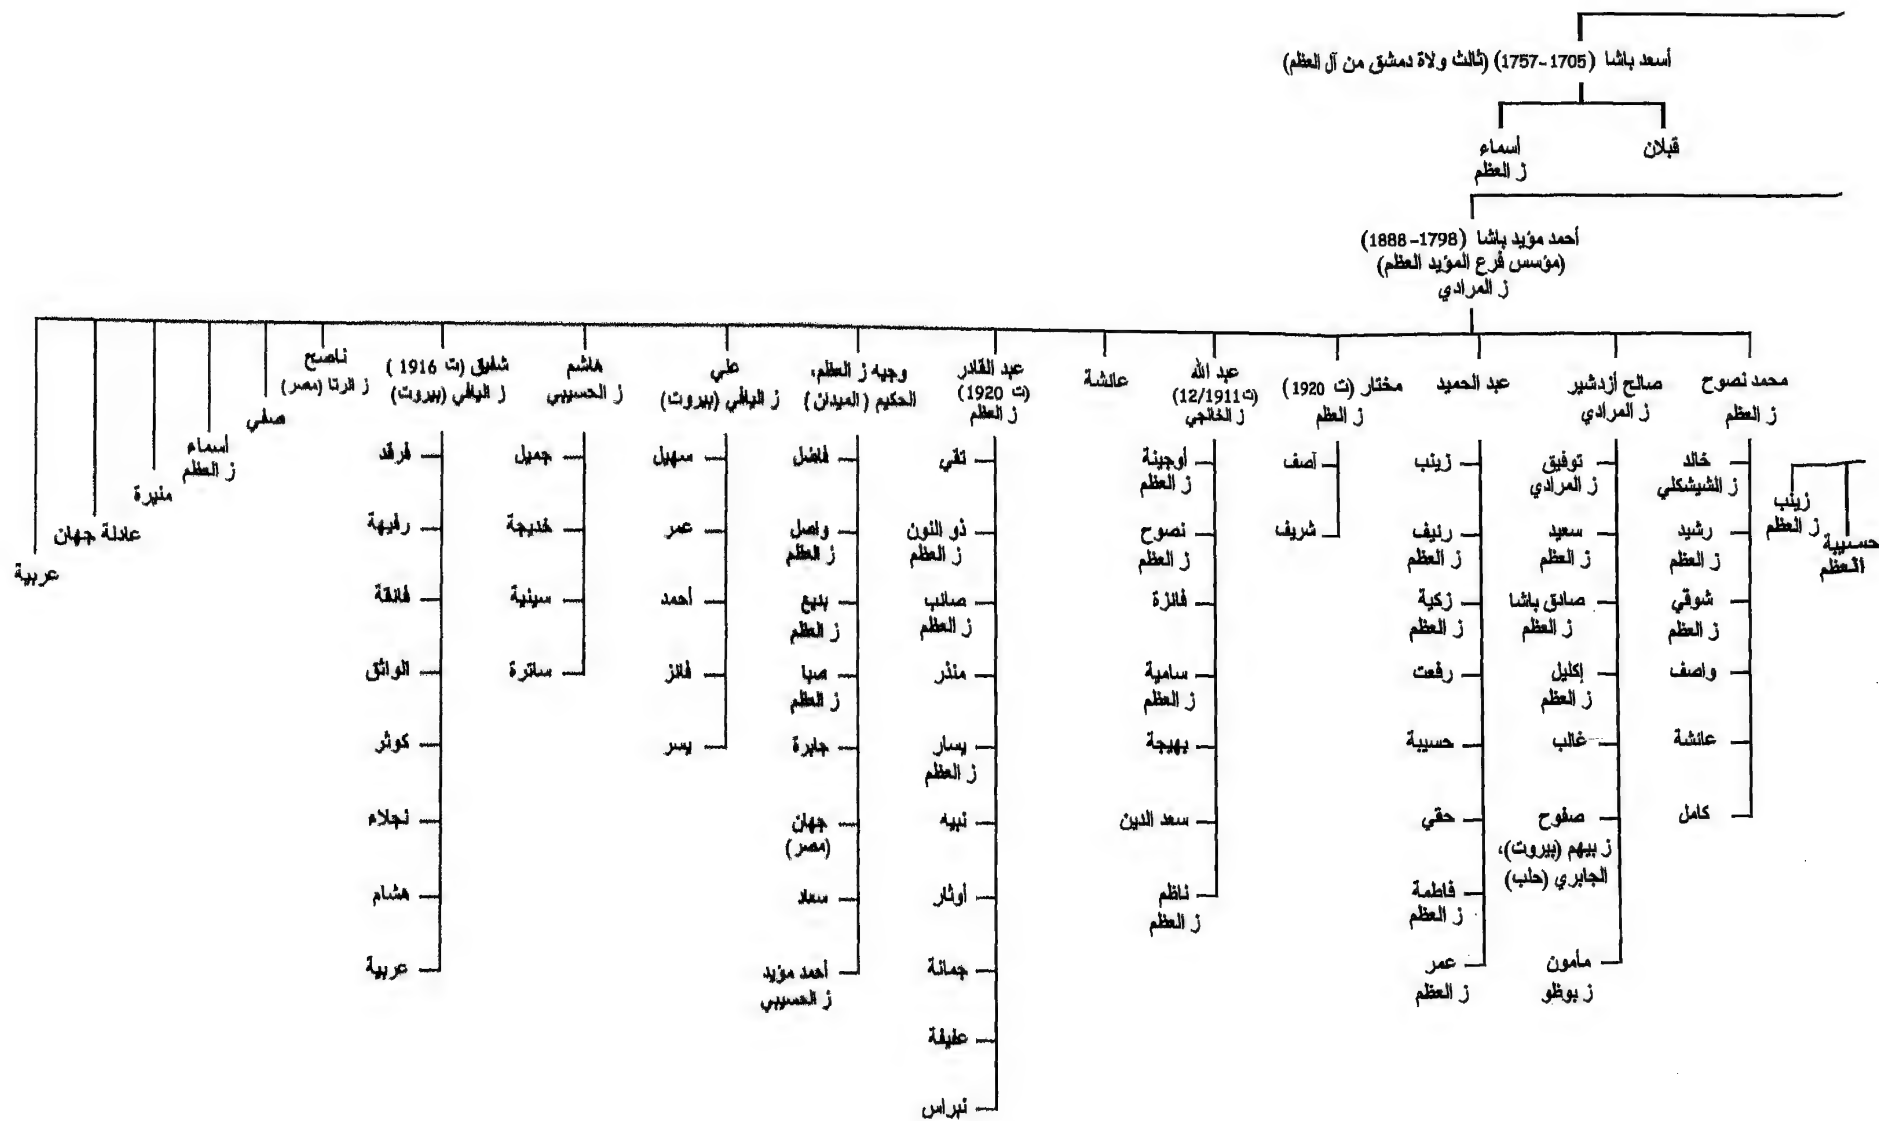 أسعد باشا (1705-1757) (ثالث ولاة دمشق من آل العظم)
قبلان
أسماء
ز العظم
أحمد مؤيد باشا (1798-1888)
(مؤسس فرع المؤيد العظم)
ز المرادي
زينب
ز العظم
حسيبة
العظم
محمد نصوح
ز العظم
خالد
ز الشيشكلي
رشيد
ز العظم
شوقي
ز العظم
واصف
عائشة
كامل
صالح أزدشير
ز المرادي
توفيق
ز المرادي
سعيد
ز العظم
صادق باشا
ز العظم
إكليل
ز العظم
غالب
صفوح
ز بيهم (بيروت)،
الجابري (حلب)
مأمون
ز بوظو
عبد الحميد
زينب
رئيف
ز العظم
زكية
ز العظم
رفعت
حسيبة
حقي
فاطمة
ز العظم
عمر
ز العظم
مختار (ت 1920)
ز العظم
آصف
شريف
عبد الله
(ت 12/1911)
ز الخانجي
أوجينة
ز العظم
نصوح
ز العظم
فائزة
سامية
ز العظم
بهيجة
سعد الدين
ناظم
ز العظم
عائشة
عبد القادر
(ت 1920)
ز العظم
تقي
ذو النون
ز العظم
صائب
ز العظم
منذر
يسار
ز العظم
نبيه
أوثار
جمانة
عفيفة
نبراس
وجيه ز العظم،
الحكيم (الميدان)
فاضل
واصل
ز العظم
بديع
ز العظم
صبا
ز العظم
جابرة
جهان
(مصر)
سعاد
أحمد مؤيد
ز الحسيبي
علي
ز اليافي (بيروت)
سهيل
عمر
أحمد
فائز
يسر
هاشم
ز الحسيبي
جميل
خديجة
سينية
ساترة
شفيق (ت 1916)
ز اليافي (بيروت)
فرقد
رفيهة
فائقة
الواثق
كوثر
نجلاء
هشام
عربية
ناصح
ز الرتا (مصر)
صفي
أسماء
ز العظم
منيرة
عادلة جهان
عربية